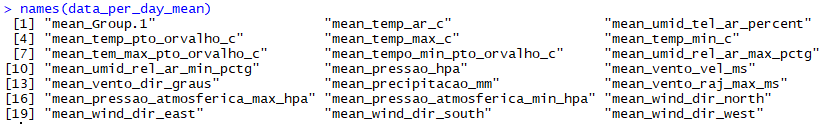 > names(data_per_day_mean)
[1] "mean_Group.1" "mean_temp_ar_c" "mean_umid_tel_ar_percent"
[4] "mean_temp_pto_orvalho_c" "mean_temp_max_c" "mean_temp_min_c"
[7] "mean_tem_max_pto_orvalho_c" "mean_tempo_min_pto_orvalho_c" "mean_umid_rel_ar_max_pctg"
[10] "mean_umid_rel_ar_min_pctg" "mean_pressao_hpa" "mean_vento_vel_ms"
[13] "mean_vento_dir_graus" "mean_precipitacao_mm" "mean_vento_raj_max_ms"
[16] "mean_pressao_atmosferica_max_hpa" "mean_pressao_atmosferica_min_hpa" "mean_wind_dir_north"
[19] "mean_wind_dir_east" "mean_wind_dir_south" "mean_wind_dir_west"